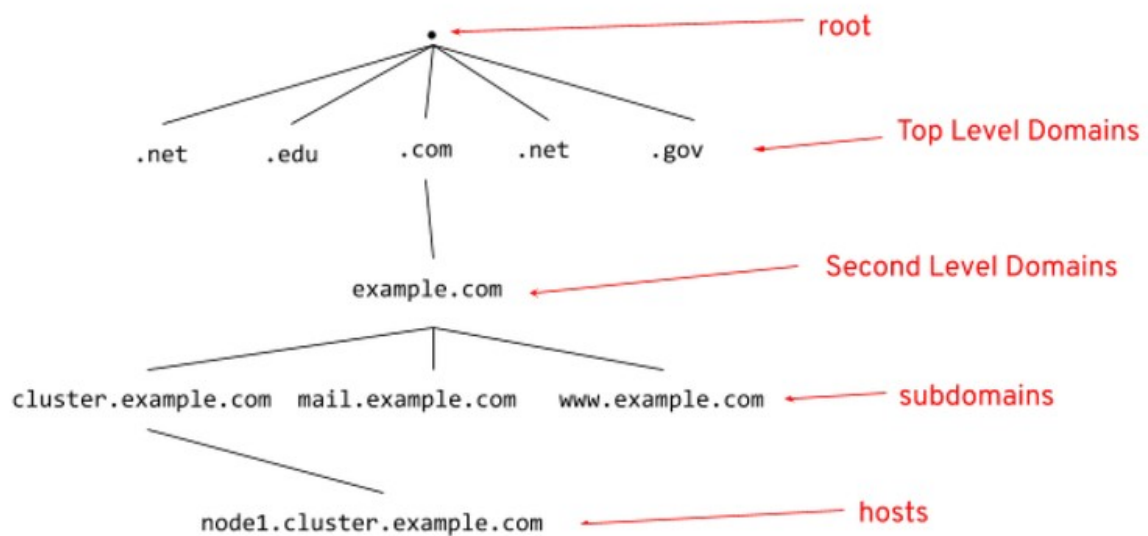 root
.net .edu .com .net .gov
Top Level Domains
Second Level Domains
example.com
cluster.example.com mail.example.com www.example.com
subdomains
node1.cluster.example.com
hosts